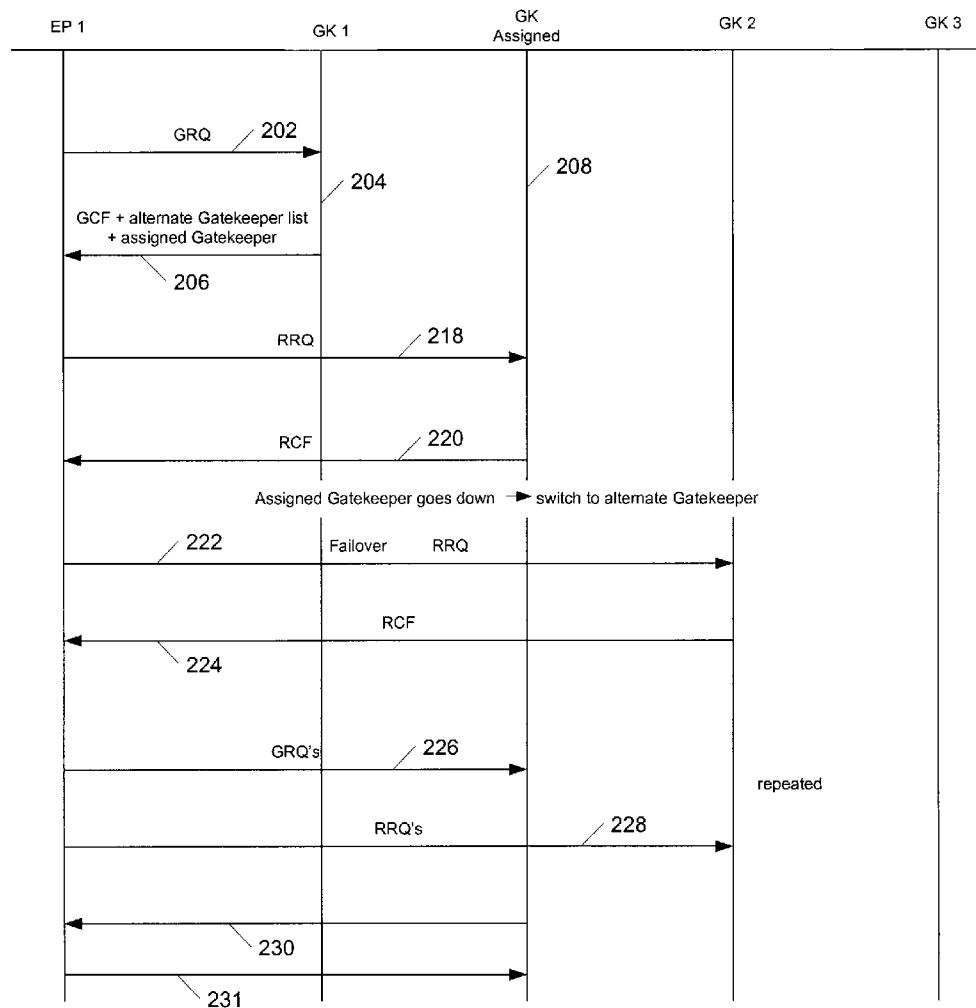 EP 1
GK 1
GK
Assigned
GK 2
GK 3
GRQ
202
204
208
GCF + alternate Gatekeeper list
+ assigned Gatekeeper
206
RRQ
218
RCF
220
Assigned Gatekeeper goes down switch to alternate Gatekeeper
222
Failover RRQ
RCF
224
GRQ's
226
repeated
RRQ's
228
230
231